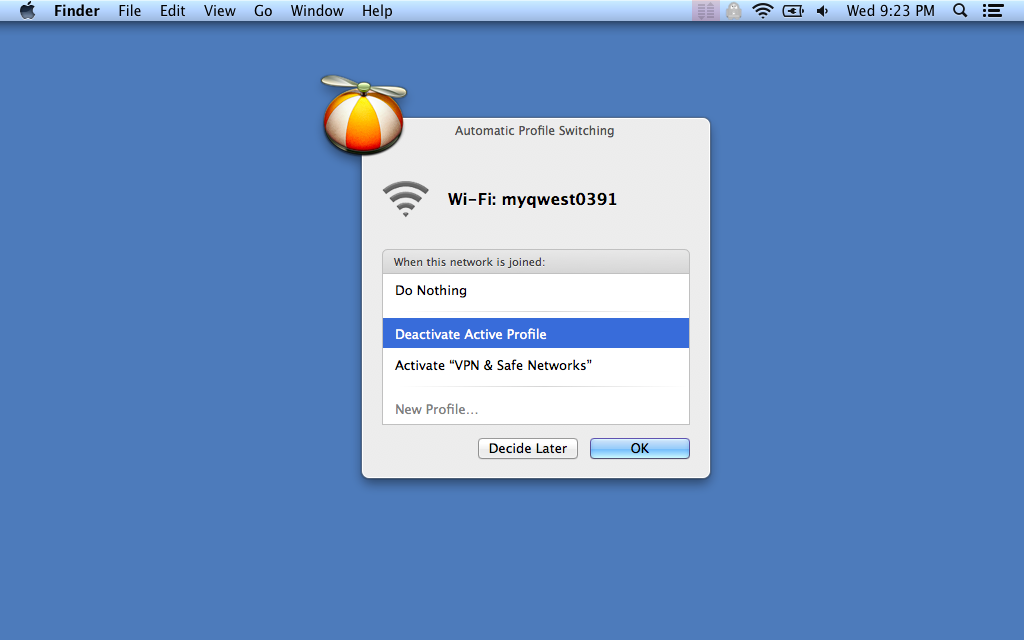 Finder File Edit View Go Window Help Wed 9:23 PM
Automatic Profile Switching
Wi-Fi: myqwest0391
When this network is joined:
Do Nothing
Deactivate Active Profile
Activate “VPN & Safe Networks”
New Profile...
Decide Later OK